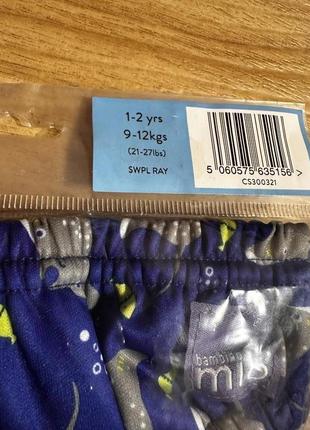 1-2 yrs
9-12kgs
(21-27lbs)
SWPL RAY
5 060575 635156 >
CS300321
bambino
mio